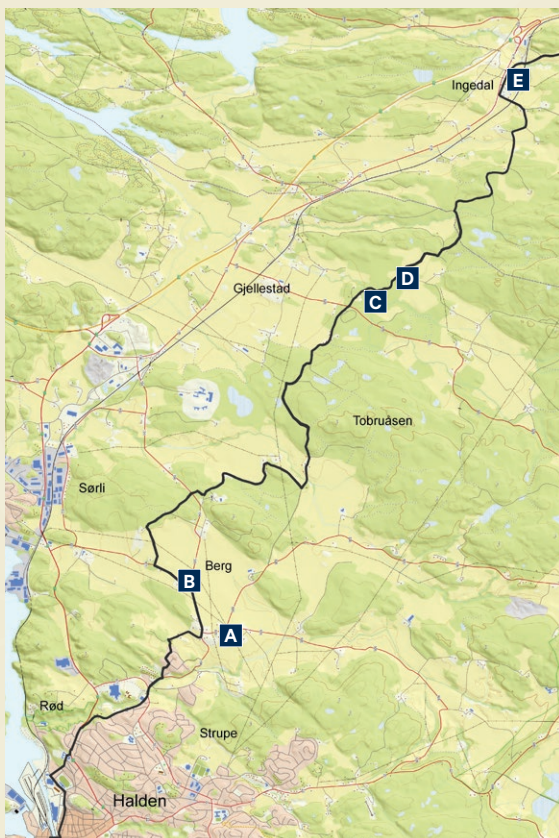 E
Ingedal
D
Gjellestad
C
Tobruåsen
Sørli
Berg
B
A
Rød
Strupe
Halden